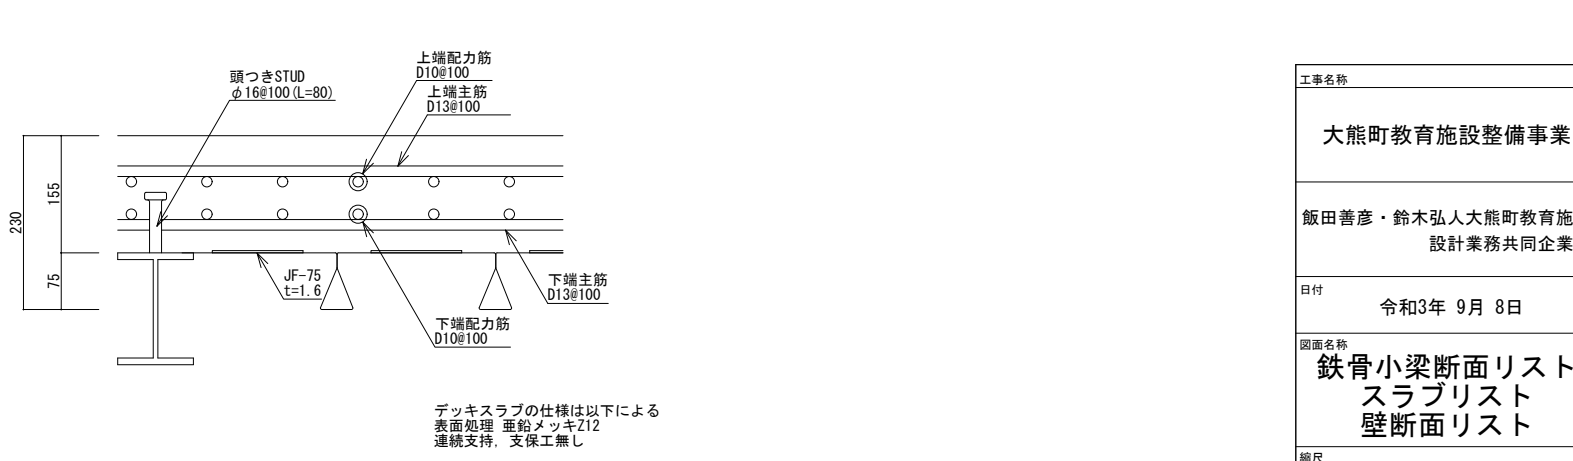 上端配力筋
D10@100
頭つきSTUD
φ16@100(L=80)
上端主筋
D13@100
230
155
75
JF-75
t=1.6
下端主筋
D13@100
下端配力筋
D10@100
デッキスラブの仕様は以下による
表面処理 亜鉛メッキZ12
連続支持, 支保工無し
工事名称
大熊町教育施設整備事業
飯田善彦・鈴木弘人大熊町教育施
設計業務共同企業
日付
令和3年 9月 8日
図面名称
鉄骨小梁断面リスト
スラブリスト
壁断面リスト
縮尺